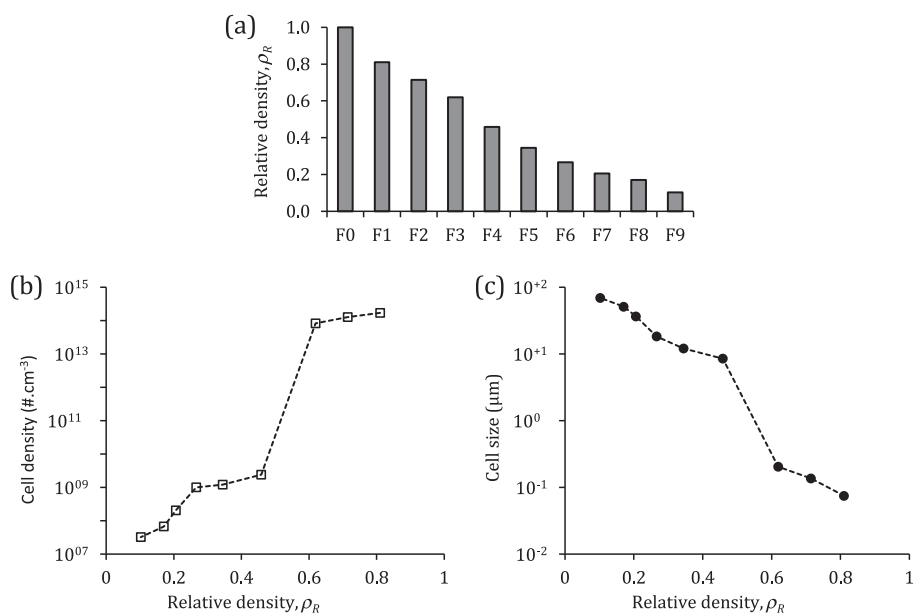 (a)
Relative density, ρR
1.0
0.8
0.6
0.4
0.2
0.0
F0 F1 F2 F3 F4 F5 F6 F7 F8 F9
(b)
Cell density (#.cm-3)
10^15
10^13
10^11
10^09
10^07
0 0.2 0.4 0.6 0.8 1
Relative density, ρR
(c)
Cell size (µm)
10^+2
10^+1
10^0
10^-1
10^-2
0 0.2 0.4 0.6 0.8 1
Relative density, ρR